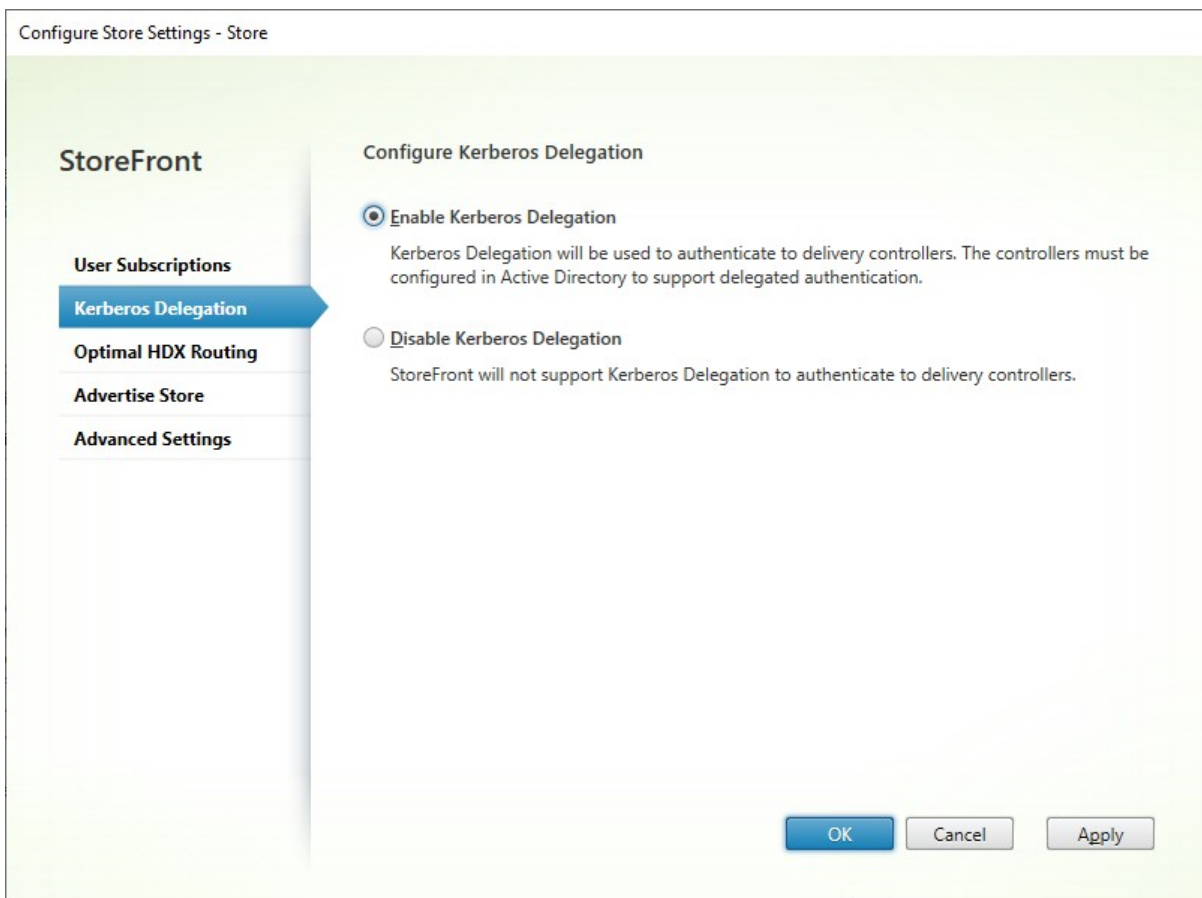 Configure Store Settings - Store
StoreFront
User Subscriptions
Kerberos Delegation
Optimal HDX Routing
Advertise Store
Advanced Settings
Configure Kerberos Delegation
Enable Kerberos Delegation
Kerberos Delegation will be used to authenticate to delivery controllers. The controllers must be
configured in Active Directory to support delegated authentication.
Disable Kerberos Delegation
StoreFront will not support Kerberos Delegation to authenticate to delivery controllers.
OK
Cancel
Apply